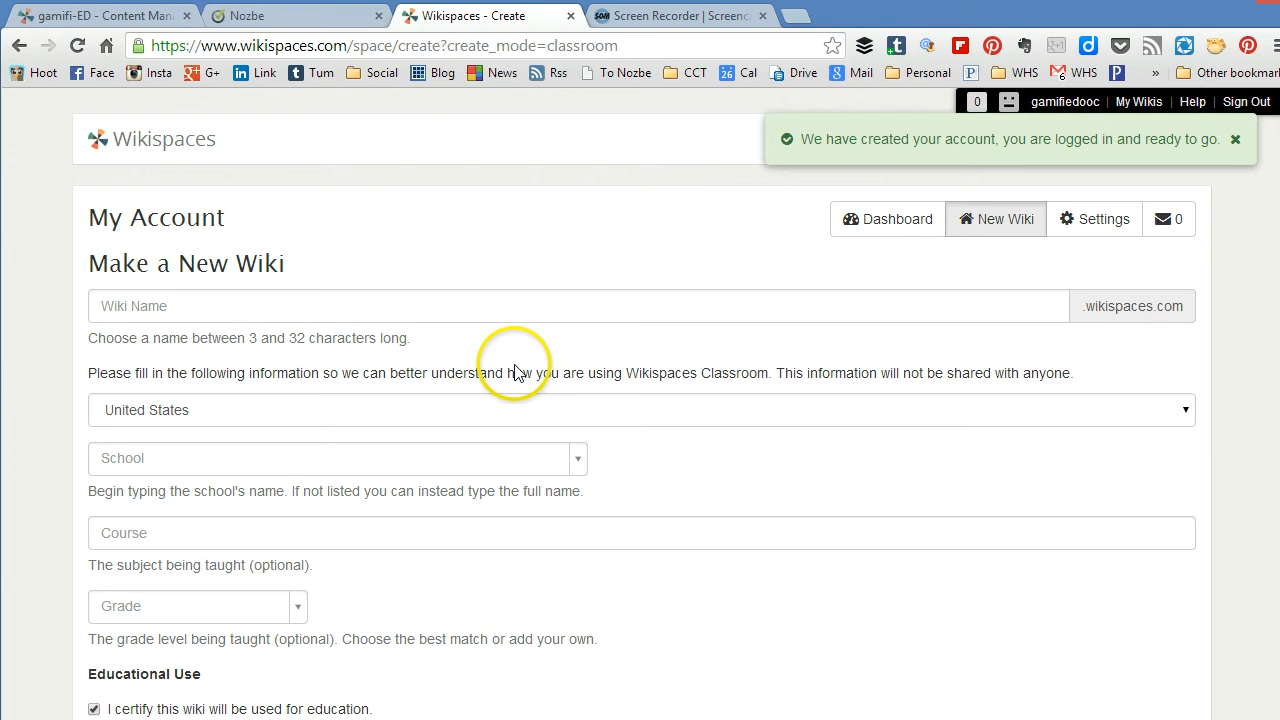 gamifi-ED - Content Man
Nozbe
Wikispaces - Create
Screen Recorder | Screenca
https://www.wikispaces.com/space/create?create_mode=classroom
Hoot Face Insta G+ Link Tum Social Blog News Rss To Nozbe CCT 26 Cal Drive Mail Personal WHS WHS » Other bookmark
0 gamifiedooc | My Wikis | Help | Sign Out
Wikispaces
We have created your account, you are logged in and ready to go.
My Account
Dashboard New Wiki Settings 0
Make a New Wiki
Wiki Name .wikispaces.com
Choose a name between 3 and 32 characters long.
Please fill in the following information so we can better understand how you are using Wikispaces Classroom. This information will not be shared with anyone.
United States
School
Begin typing the school's name. If not listed you can instead type the full name.
Course
The subject being taught (optional).
Grade
The grade level being taught (optional). Choose the best match or add your own.
Educational Use
I certify this wiki will be used for education.